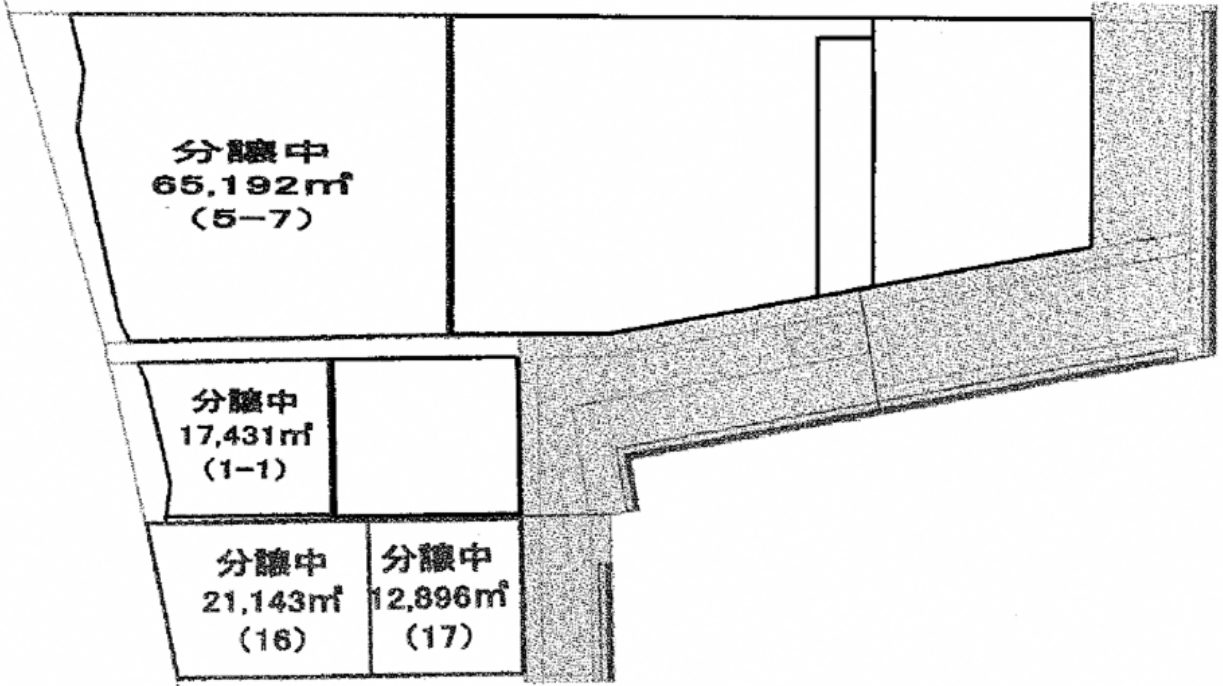 分譲中
65,192㎡
(5-7)
分譲中
17,431㎡
(1-1)
分譲中
21,143㎡
(16)
分譲中
12,896㎡
(17)